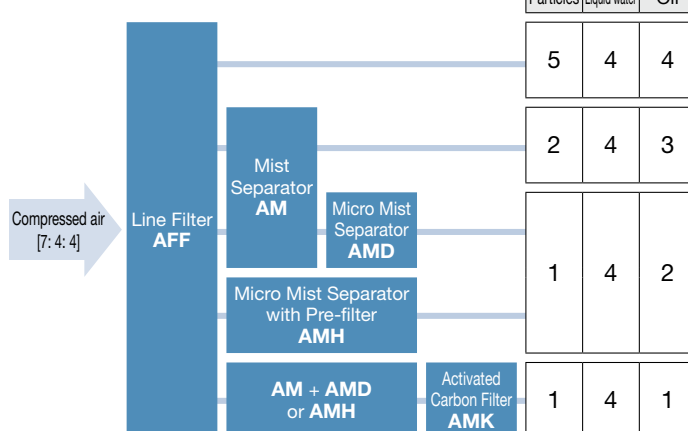 Particles Liquid water Oil
5 4 4
2 4 3
Mist
Separator
AM
Compressed air
[7: 4: 4]
Line Filter
AFF
Micro Mist
Separator
AMD
1 4 2
Micro Mist Separator
with Pre-filter
AMH
AM + AMD
or AMH
Activated
Carbon Filter
AMK
1 4 1